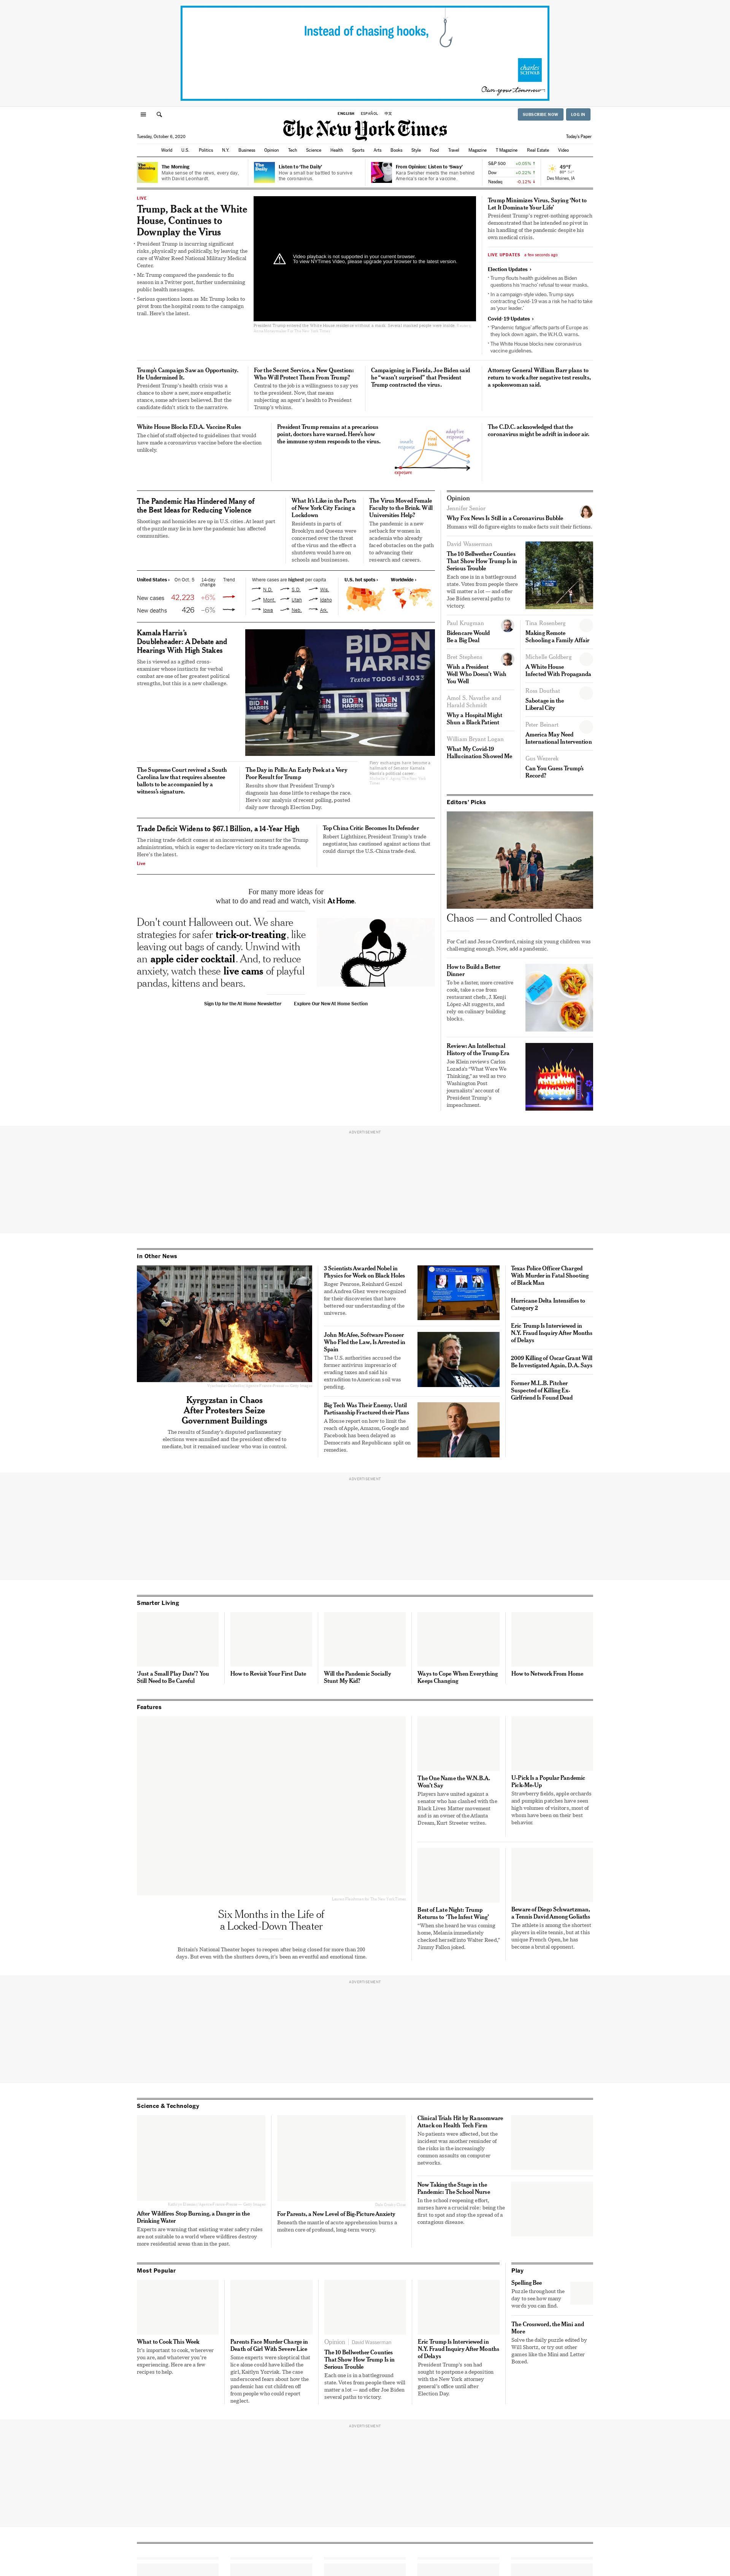 Instead of chasing hooks,
charles
SCHWAB
Own your tomorrow
ENGLISH ESPAÑOL 中文
SUBSCRIBE NOW LOG IN
The New York Times
Tuesday, October 6, 2020
Today's Paper
World U.S. Politics N.Y. Business Opinion Tech Science Health Sports Arts Books Style Food Travel Magazine T Magazine Real Estate Video
The Morning
Make sense of the news, every day, with David Leonhardt.
Listen to 'The Daily'
How a small bar battled to survive the coronavirus.
From Opinion: Listen to 'Sway'
Kara Swisher meets the man behind America's race for a vaccine.
S&P 500 +0.05% ↑
Dow +0.22% ↑
Nasdaq -0.12% ↓
49°F
Des Moines, IA
LIVE
Trump, Back at the White
House, Continues to
Downplay the Virus
President Trump is incurring significant
risks, physically and politically, by leaving the
care of Walter Reed National Military Medical
Center.
Mr. Trump compared the pandemic to flu
season in a Twitter post, further undermining
public health messages.
Serious questions loom as Mr. Trump looks to
pivot from the hospital room to the campaign
trail. Here's the latest.
Video playback is not supported in your current browser.
To view NYTimes Video, please upgrade your browser to the latest version.
President Trump entered the White House residence without a mask. Several masked people were inside.
Trump Minimizes Virus, Saying 'Not to
Let It Dominate Your Life'
President Trump's regret-nothing approach
demonstrated that he intended no pivot in
his handling of the pandemic despite his
own medical crisis.
LIVE UPDATES a few seconds ago
Election Updates ›
Trump flouts health guidelines as Biden
questions his 'macho' refusal to wear masks.
In a campaign-style video, Trump says
contracting Covid-19 was a risk he had to take
as 'your leader.'
Covid-19 Updates ›
'Pandemic fatigue' affects parts of Europe as
they lock down again, the W.H.O. warns.
The White House blocks new coronavirus
vaccine guidelines.
Trump's Campaign Saw an Opportunity.
He Undermined It.
President Trump's health crisis was a
chance to show a new, more empathetic
stance, some advisers believed. But the
candidate didn't stick to the narrative.
For the Secret Service, a New Question:
Who Will Protect Them From Trump?
Central to the job is a willingness to say yes
to the president. Now, that means
subjecting an agent's health to President
Trump's whims.
Campaigning in Florida, Joe Biden said
he "wasn't surprised" that President
Trump contracted the virus.
Attorney General William Barr plans to
return to work after negative test results,
a spokeswoman said.
White House Blocks F.D.A. Vaccine Rules
The chief of staff objected to guidelines that would
have made a coronavirus vaccine before the election
unlikely.
President Trump remains at a precarious
point, doctors have warned. Here's how
the immune system responds to the virus.
innate
response
viral
load
adaptive
response
exposure
The C.D.C. acknowledged that the
coronavirus might be adrift in indoor air.
The Pandemic Has Hindered Many of
the Best Ideas for Reducing Violence
Shootings and homicides are up in U.S. cities. At least part
of the puzzle may lie in how the pandemic has affected
communities.
What It's Like in the Parts
of New York City Facing a
Lockdown
Residents in parts of
Brooklyn and Queens were
concerned over the threat
of the virus and the effect a
shutdown would have on
schools and businesses.
The Virus Moved Female
Faculty to the Brink. Will
Universities Help?
The pandemic is a new
setback for women in
academia who already
faced obstacles on the path
to advancing their
research and careers.
United States › On Oct. 5 14-day change Trend
New cases 42,223 +6%
New deaths 426 –6%
Where cases are highest per capita
N.D. S.D. Wis.
Mont. Utah Idaho
Iowa Neb. Ark.
U.S. hot spots ›
Worldwide ›
Kamala Harris's
Doubleheader: A Debate and
Hearings With High Stakes
She is viewed as a gifted cross-
examiner whose instincts for verbal
combat are one of her greatest political
strengths, but this is a new challenge.
BIDEN
HARRIS
Texto TODOS al 3033
Their exchanges have become a
hallmark of Senator Kamala
Harris's political career.
The Supreme Court revived a South
Carolina law that requires absentee
ballots to be accompanied by a
witness's signature.
The Day in Polls: An Early Peek at a Very
Poor Result for Trump
Results show that President Trump's
diagnosis has done little to reshape the race.
Here's our analysis of recent polling, posted
daily now through Election Day.
Trade Deficit Widens to $67.1 Billion, a 14-Year High
The rising trade deficit comes at an inconvenient moment for the Trump
administration, which is eager to declare victory on its trade agenda.
Here's the latest.
Live
Top China Critic Becomes Its Defender
Robert Lighthizer, President Trump's trade
negotiator, has cautioned against actions that
could disrupt the U.S.-China trade deal.
For many more ideas for
what to do and read and watch, visit At Home.
Don't count Halloween out. We share
strategies for safer trick-or-treating, like
leaving out bags of candy. Unwind with
an apple cider cocktail. And, to reduce
anxiety, watch these live cams of playful
pandas, kittens and bears.
Sign Up for the At Home Newsletter
Explore Our New At Home Section
Opinion
Jennifer Senior
Why Fox News Is Still in a Coronavirus Bubble
Humans will do figure eights to make facts suit their fictions.
David Wasserman
The 10 Bellwether Counties
That Show How Trump Is in
Serious Trouble
Each one is in a battleground
state. Votes from people there
will matter a lot — and offer
Joe Biden several paths to
victory.
Paul Krugman
Bidencare Would
Be a Big Deal
Tina Rosenberg
Making Remote
Schooling a Family Affair
Bret Stephens
Wish a President
Well Who Doesn't Wish
You Well
Michelle Goldberg
A White House
Infected With Propaganda
Amol S. Navathe and
Harald Schmidt
Why a Hospital Might
Shun a Black Patient
Ross Douthat
Sabotage in the
Liberal City
Peter Beinart
America May Need
International Intervention
William Bryant Logan
What My Covid-19
Hallucination Showed Me
Gus Wezerek
Can You Guess Trump's
Record?
Editors' Picks
Chaos — and Controlled Chaos
For Carl and Jesse Crawford, raising six young children was
challenging enough. Now, add a pandemic.
How to Build a Better
Dinner
To be a faster, more creative
cook, take a cue from
restaurant chefs, J. Kenji
López-Alt suggests, and
rely on culinary building
blocks.
Review: An Intellectual
History of the Trump Era
Joe Klein reviews Carlos
Lozada's "What Were We
Thinking," as well as two
Washington Post
journalists' account of
President Trump's
impeachment.
ADVERTISEMENT
In Other News
Kyrgyzstan in Chaos
After Protesters Seize
Government Buildings
The results of Sunday's disputed parliamentary
elections were annulled and the president offered to
mediate, but it remained unclear who was in control.
3 Scientists Awarded Nobel in
Physics for Work on Black Holes
Roger Penrose, Reinhard Genzel
and Andrea Ghez were recognized
for their discoveries that have
bettered our understanding of the
universe.
John McAfee, Software Pioneer
Who Fled the Law, Is Arrested in
Spain
The U.S. authorities accused the
former antivirus impresario of
evading taxes and said his
extradition to American soil was
pending.
Big Tech Was Their Enemy, Until
Partisanship Fractured their Plans
A House report on how to limit the
reach of Apple, Amazon, Google and
Facebook has been delayed as
Democrats and Republicans split on
remedies.
Texas Police Officer Charged
With Murder in Fatal Shooting
of Black Man
Hurricane Delta Intensifies to
Category 2
Eric Trump Is Interviewed in
N.Y. Fraud Inquiry After Months
of Delays
2009 Killing of Oscar Grant Will
Be Investigated Again, D.A. Says
Former M.L.B. Pitcher
Suspected of Killing Ex-
Girlfriend Is Found Dead
ADVERTISEMENT
Smarter Living
'Just a Small Play Date'? You
Still Need to Be Careful
How to Revisit Your First Date
Will the Pandemic Socially
Stunt My Kid?
Ways to Cope When Everything
Keeps Changing
How to Network From Home
Features
Six Months in the Life of
a Locked-Down Theater
Britain's National Theater hopes to reopen after being closed for more than 200
days. But even with the shutters down, it's been an eventful and emotional time.
The One Name the W.N.B.A.
Won't Say
Players have united against a
senator who has clashed with the
Black Lives Matter movement
and is an owner of the Atlanta
Dream, Kurt Streeter writes.
U-Pick Is a Popular Pandemic
Pick-Me-Up
Strawberry fields, apple orchards
and pumpkin patches have seen
high volumes of visitors, most of
whom have been on their best
behavior.
Best of Late Night: Trump
Returns to 'The Infest Wing'
"When she heard he was coming
home, Melania immediately
checked herself into Walter Reed,"
Jimmy Fallon joked.
Beware of Diego Schwartzman,
a Tennis David Among Goliaths
The athlete is among the shortest
players in elite tennis, but at this
unique French Open, he has
become a brutal opponent.
ADVERTISEMENT
Science & Technology
After Wildfires Stop Burning, a Danger in the
Drinking Water
Experts are warning that existing water safety rules
are not suitable to a world where wildfires destroy
more residential areas than in the past.
For Parents, a New Level of Big-Picture Anxiety
Beneath the mantle of acute apprehension burns a
molten core of profound, long-term worry.
Clinical Trials Hit by Ransomware
Attack on Health Tech Firm
No patients were affected, but the
incident was another reminder of
the risks in the increasingly
common assaults on computer
networks.
Now Taking the Stage in the
Pandemic: The School Nurse
In the school reopening effort,
nurses have a crucial role: being the
first to spot and stop the spread of a
contagious disease.
Most Popular
What to Cook This Week
It's important to cook, wherever
you are, and whatever you're
experiencing. Here are a few
recipes to help.
Parents Face Murder Charge in
Death of Girl With Severe Lice
Some experts were skeptical that
lice alone could have killed the
girl, Kaitlyn Yozviak. The case
underscored fears about how the
pandemic has cut children off
from people who could report
neglect.
Opinion | David Wasserman
The 10 Bellwether Counties
That Show How Trump Is in
Serious Trouble
Each one is in a battleground
state. Votes from people there will
matter a lot — and offer Joe Biden
several paths to victory.
Eric Trump Is Interviewed in
N.Y. Fraud Inquiry After Months
of Delays
President Trump's son had
sought to postpone a deposition
with the New York attorney
general's office until after
Election Day.
Play
Spelling Bee
Puzzle: How many words
the day to see how many
words you can find.
The Crossword, the Mini and
More
Solve the daily puzzle edited by
Will Shortz, or try out other
games like the Mini and Letter
Boxed.
ADVERTISEMENT